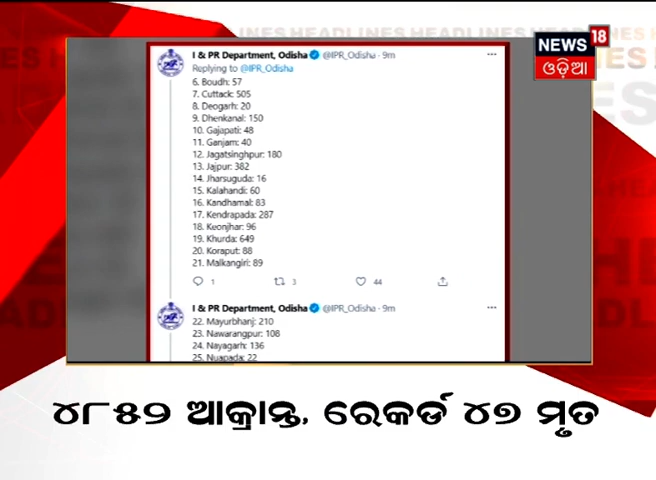 NEWS 18
ଓଡ଼ିଆ
I & PR Department, Odisha @IPR_Odisha · 9m
Replying to @IPR_Odisha
6. Boudh: 57
7. Cuttack: 505
8. Deogarh: 20
9. Dhenkanal: 150
10. Gajapati: 48
11. Ganjam: 40
12. Jagatsinghpur: 180
13. Jajpur: 382
14. Jharsuguda: 16
15. Kalahandi: 60
16. Kandhamal: 83
17. Kendrapada: 287
18. Keonjhar: 96
19. Khurda: 649
20. Koraput: 88
21. Malkangiri: 89
1 3 44
I & PR Department, Odisha @IPR_Odisha · 9m
22. Mayurbhanj: 210
23. Nawarangpur: 108
24. Nayagarh: 136
25. Nuapada: 22
୪୮୫୨ ଆକ୍ରାନ୍ତ, ରେକର୍ଡ ୪୭ ମୃତ